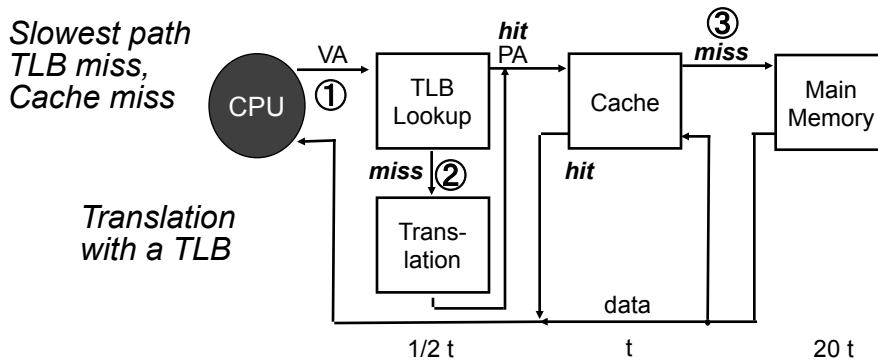 Slowest path
TLB miss,
Cache miss
CPU
VA
①
TLB
Lookup
hit
PA
Cache
③
miss
Main
Memory
miss
②
hit
Translation
with a TLB
Trans-
lation
data
1/2 t
t
20 t